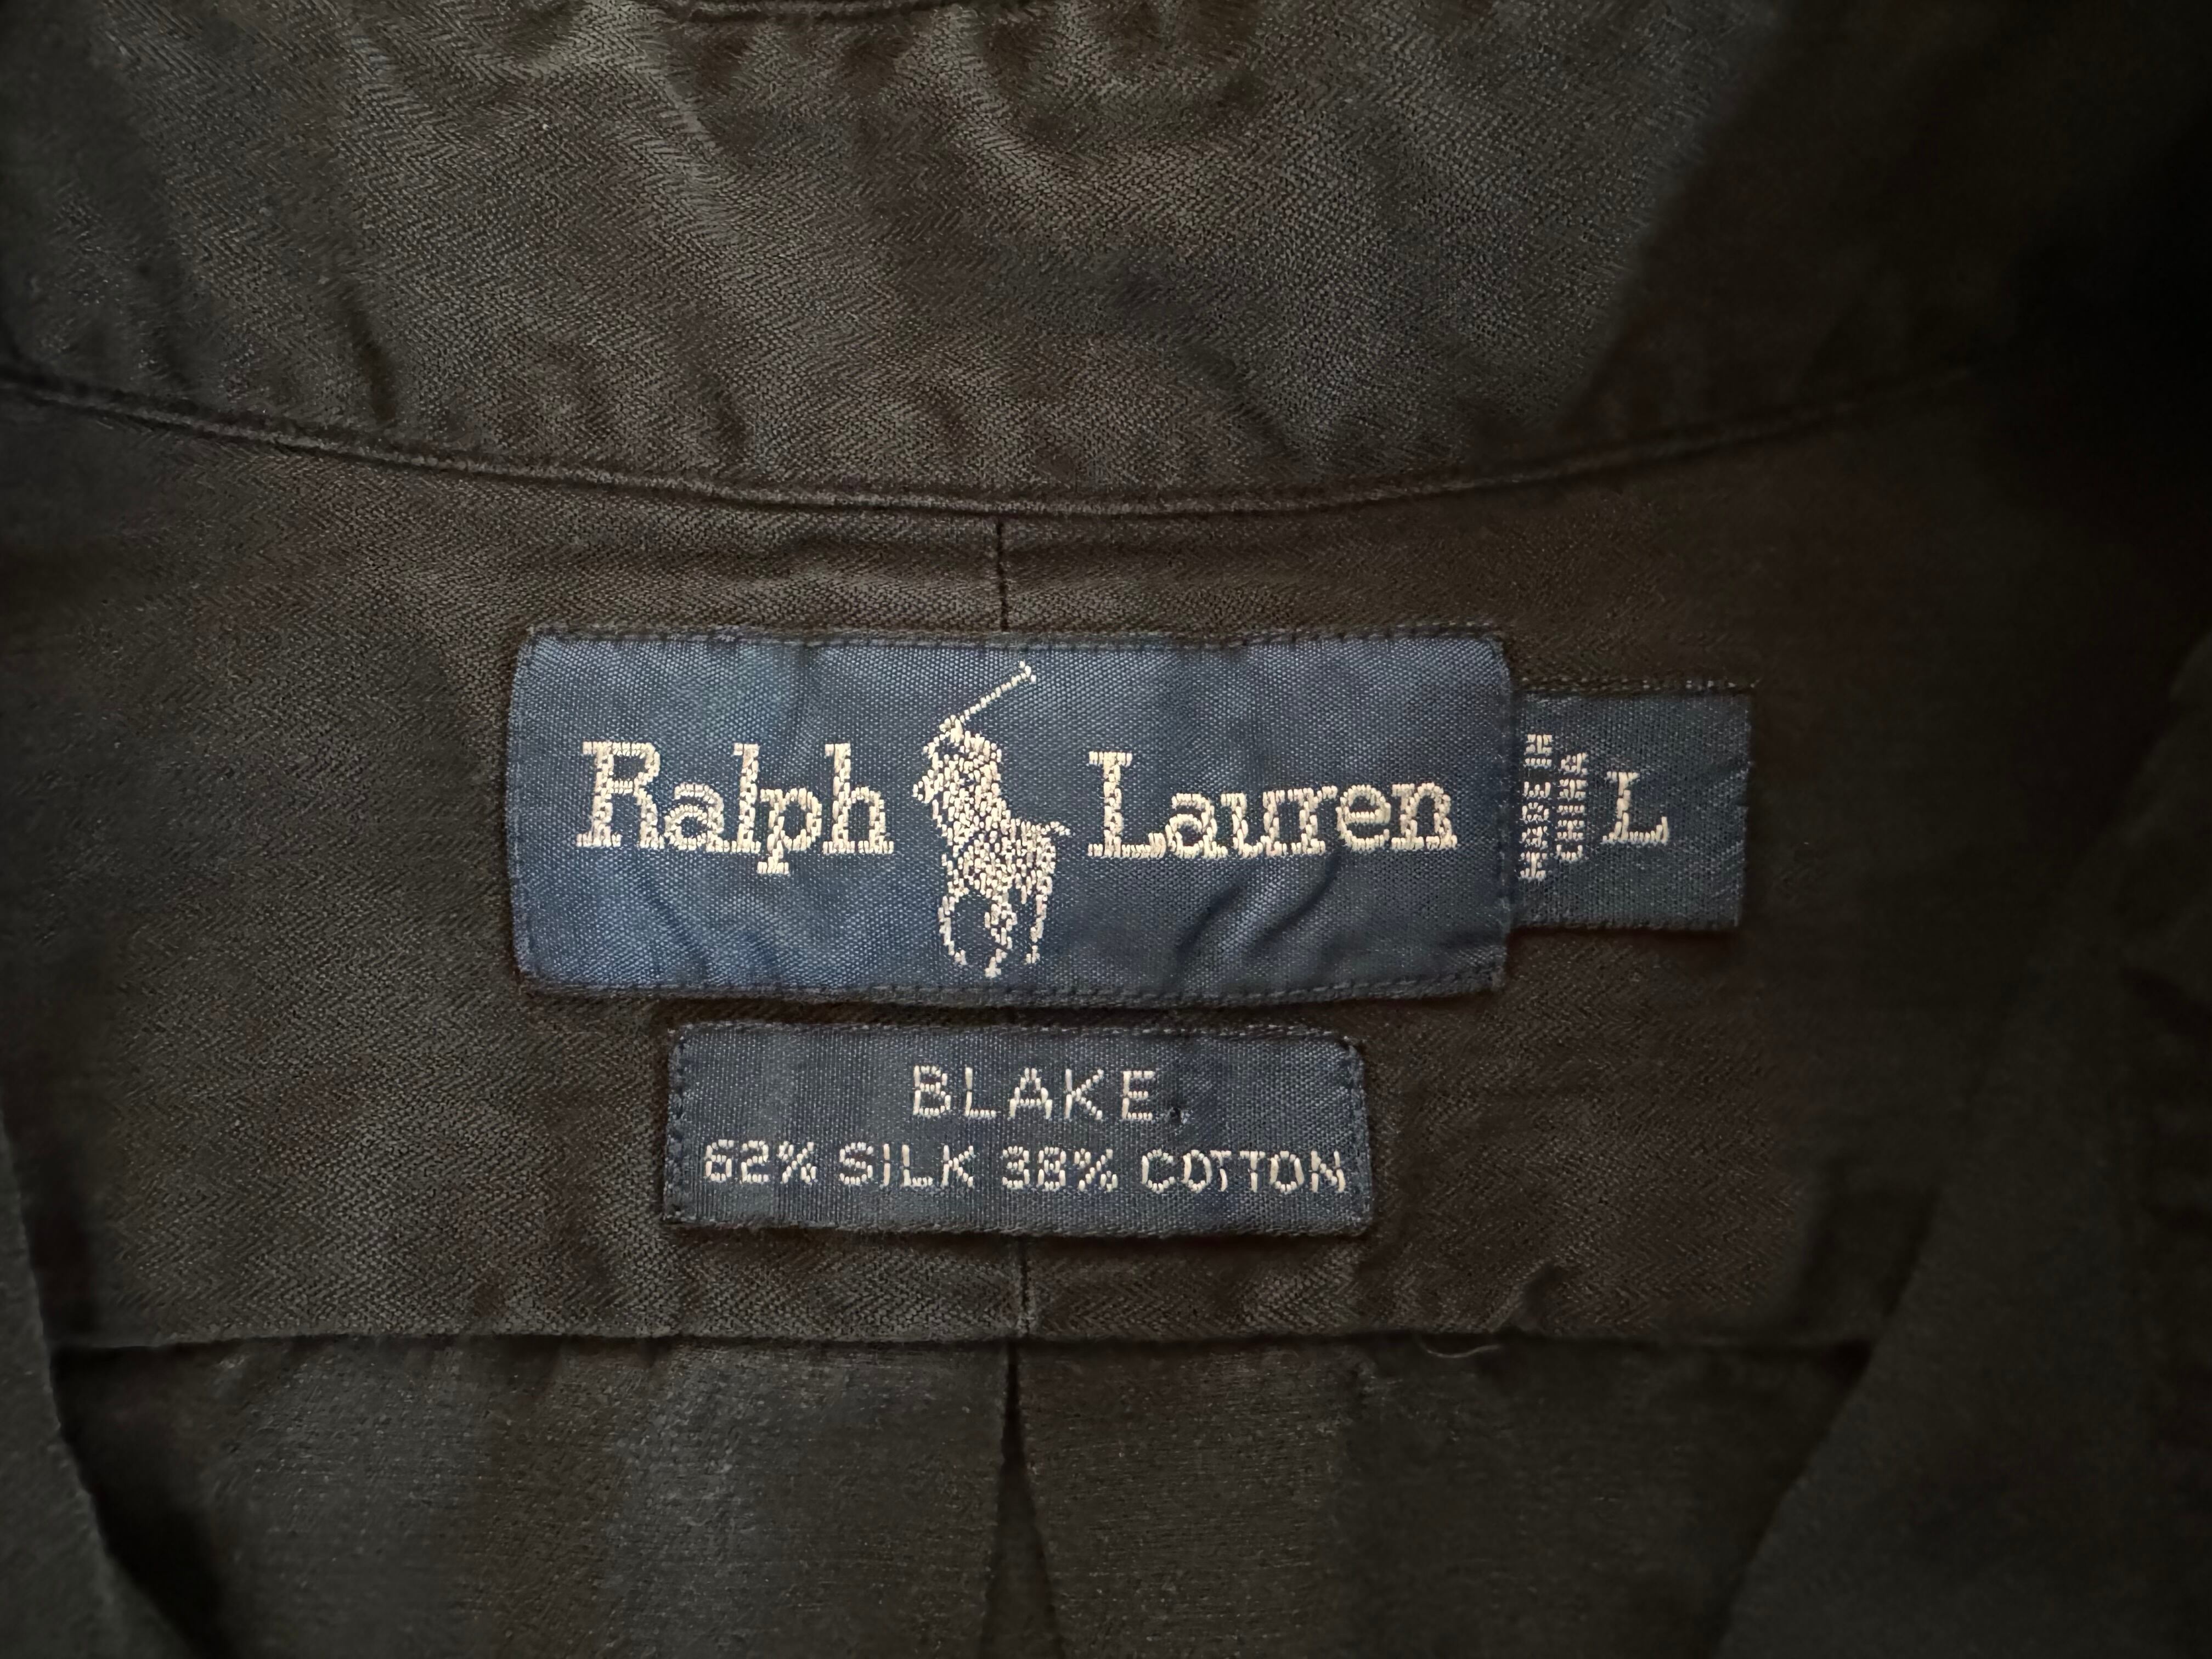 Ralph Lauren
MADE IN
CHINA
L
BLAKE
62% SILK 38% COTTON